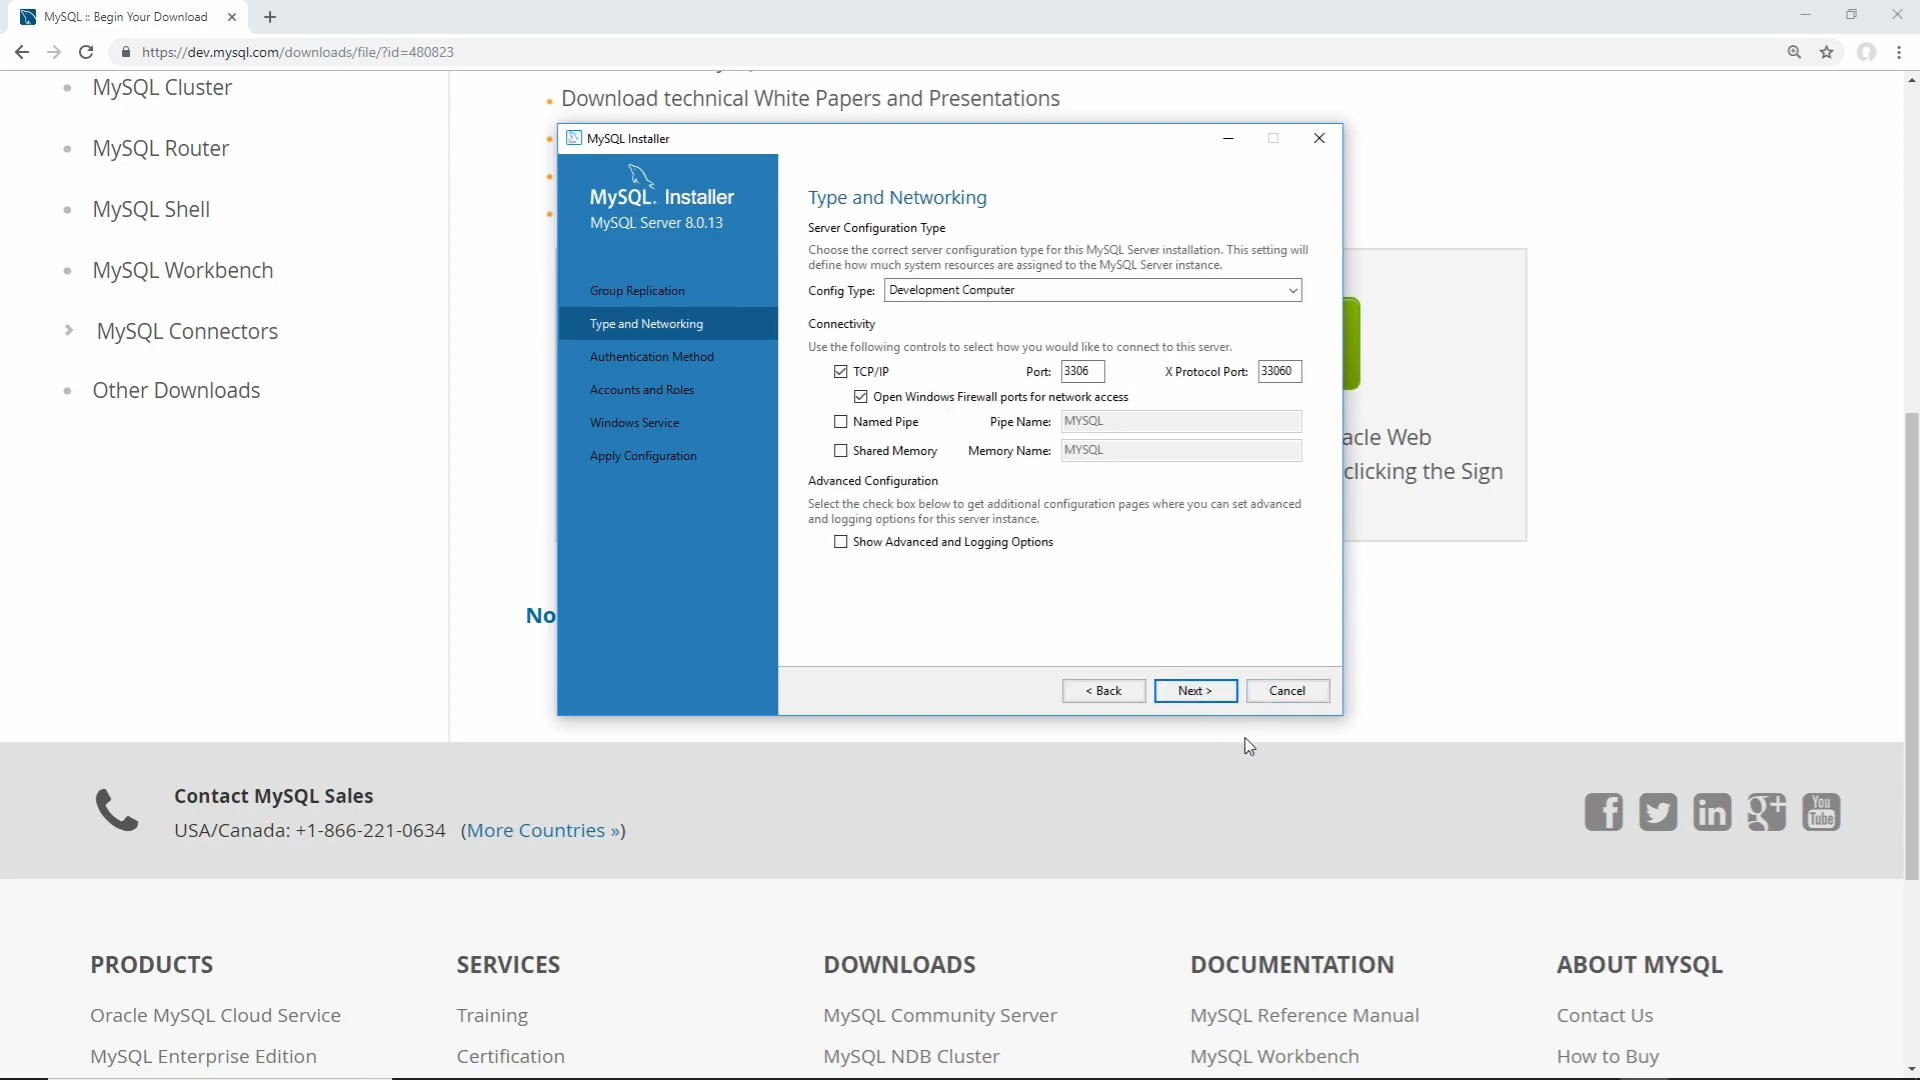 MySQL :: Begin Your Download
https://dev.mysql.com/downloads/file/?id=480823
MySQL Cluster
MySQL Router
MySQL Shell
MySQL Workbench
MySQL Connectors
Other Downloads
Download technical White Papers and Presentations
MySQL Installer
MySQL. Installer
MySQL Server 8.0.13
Group Replication
Type and Networking
Authentication Method
Accounts and Roles
Windows Service
Apply Configuration
Type and Networking
Server Configuration Type
Choose the correct server configuration type for this MySQL Server installation. This setting will
define how much system resources are assigned to the MySQL Server instance.
Config Type: Development Computer
Connectivity
Use the following controls to select how you would like to connect to this server.
TCP/IP Port: 3306 X Protocol Port: 33060
Open Windows Firewall ports for network access
Named Pipe Pipe Name: MYSQL
Shared Memory Memory Name: MYSQL
Advanced Configuration
Select the check box below to get additional configuration pages where you can set advanced
and logging options for this server instance.
Show Advanced and Logging Options
< Back Next > Cancel
acle Web
clicking the Sign
No
Contact MySQL Sales
USA/Canada: +1-866-221-0634 (More Countries »)
f
in
g+
You
Tube
PRODUCTS
Oracle MySQL Cloud Service
MySQL Enterprise Edition
SERVICES
Training
Certification
DOWNLOADS
MySQL Community Server
MySQL NDB Cluster
DOCUMENTATION
MySQL Reference Manual
MySQL Workbench
ABOUT MYSQL
Contact Us
How to Buy